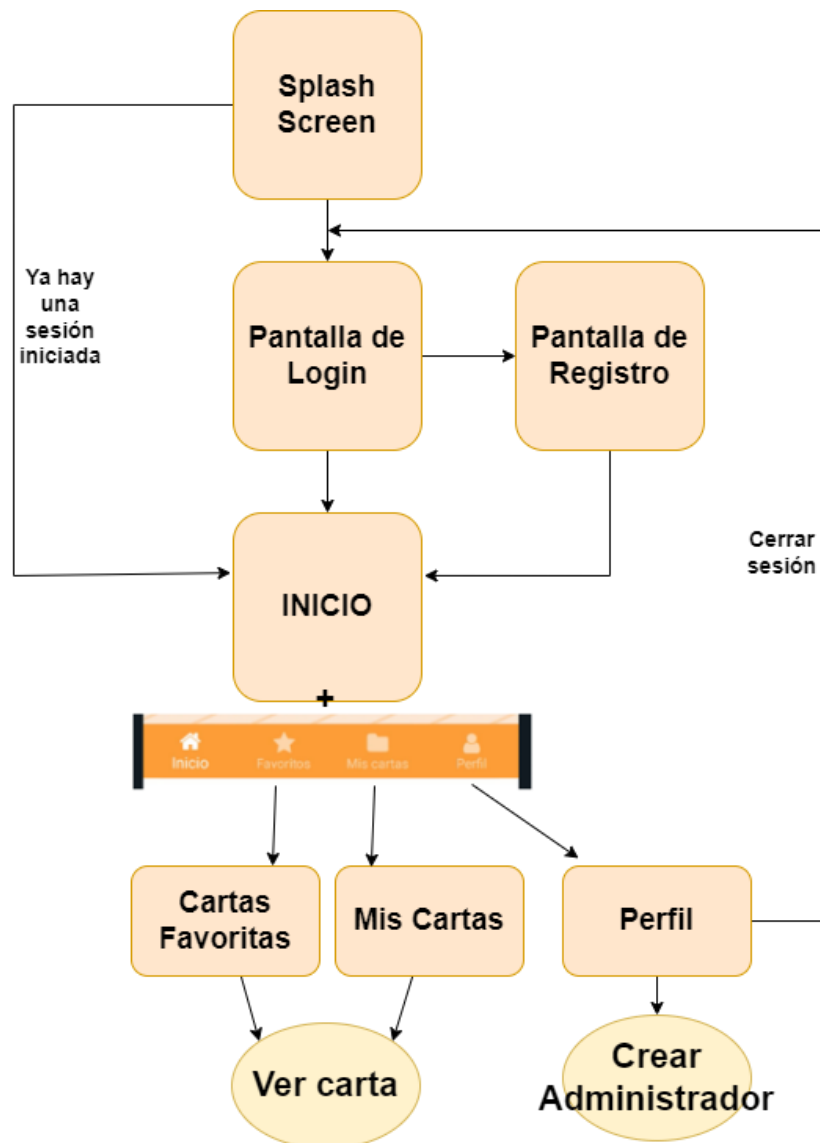 Splash
Screen
Ya hay
una
sesión
iniciada
Pantalla de
Login
Pantalla de
Registro
Cerrar
sesión
INICIO
+
Inicio
Favoritos
Mis cartas
Perfil
Cartas
Favoritas
Mis Cartas
Perfil
Ver carta
Crear
Administrador